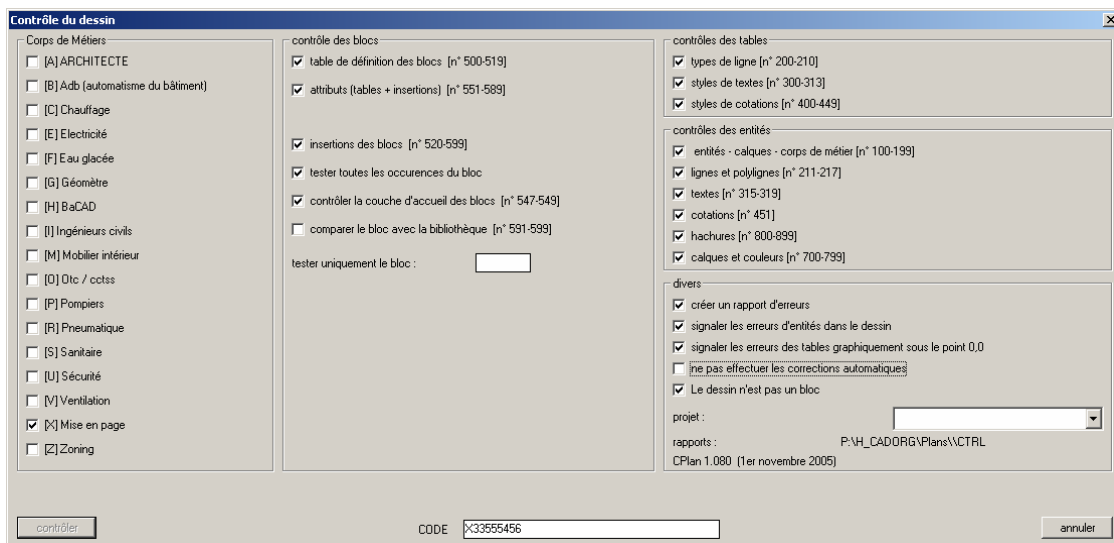 Contrôle du dessin
Corps de Métiers
[A] ARCHITECTE
[B] Adb (automatisme du bâtiment)
[C] Chauffage
[E] Electricité
[F] Eau glacée
[G] Géomètre
[H] BaCAD
[I] Ingénieurs civils
[M] Mobilier intérieur
[O] Otc / cctss
[P] Pompiers
[R] Pneumatique
[S] Sanitaire
[U] Sécurité
[V] Ventilation
[X] Mise en page
[Z] Zoning
contrôle des blocs
table de définition des blocs [n° 500-519]
attributs (tables + insertions) [n° 551-589]
insertions des blocs [n° 520-599]
tester toutes les occurences du bloc
contrôler la couche d'accueil des blocs [n° 547-549]
comparer le bloc avec la bibliothèque [n° 591-599]
tester uniquement le bloc :
contrôles des tables
types de ligne [n° 200-210]
styles de textes [n° 300-313]
styles de cotations [n° 400-449]
contrôles des entités
entités - calques - corps de métier [n° 100-199]
lignes et polylignes [n° 211-217]
textes [n° 315-319]
cotations [n° 451]
hachures [n° 800-899]
calques et couleurs [n° 700-799]
divers
créer un rapport d'erreurs
signaler les erreurs d'entités dans le dessin
signaler les erreurs des tables graphiquement sous le point 0,0
ne pas effectuer les corrections automatiques
Le dessin n'est pas un bloc
projet :
rapports : P:\H_CADORG\Plans\\CTRL
CPlan 1.080 (1er novembre 2005)
contrôler
CODE X33555456
annuler